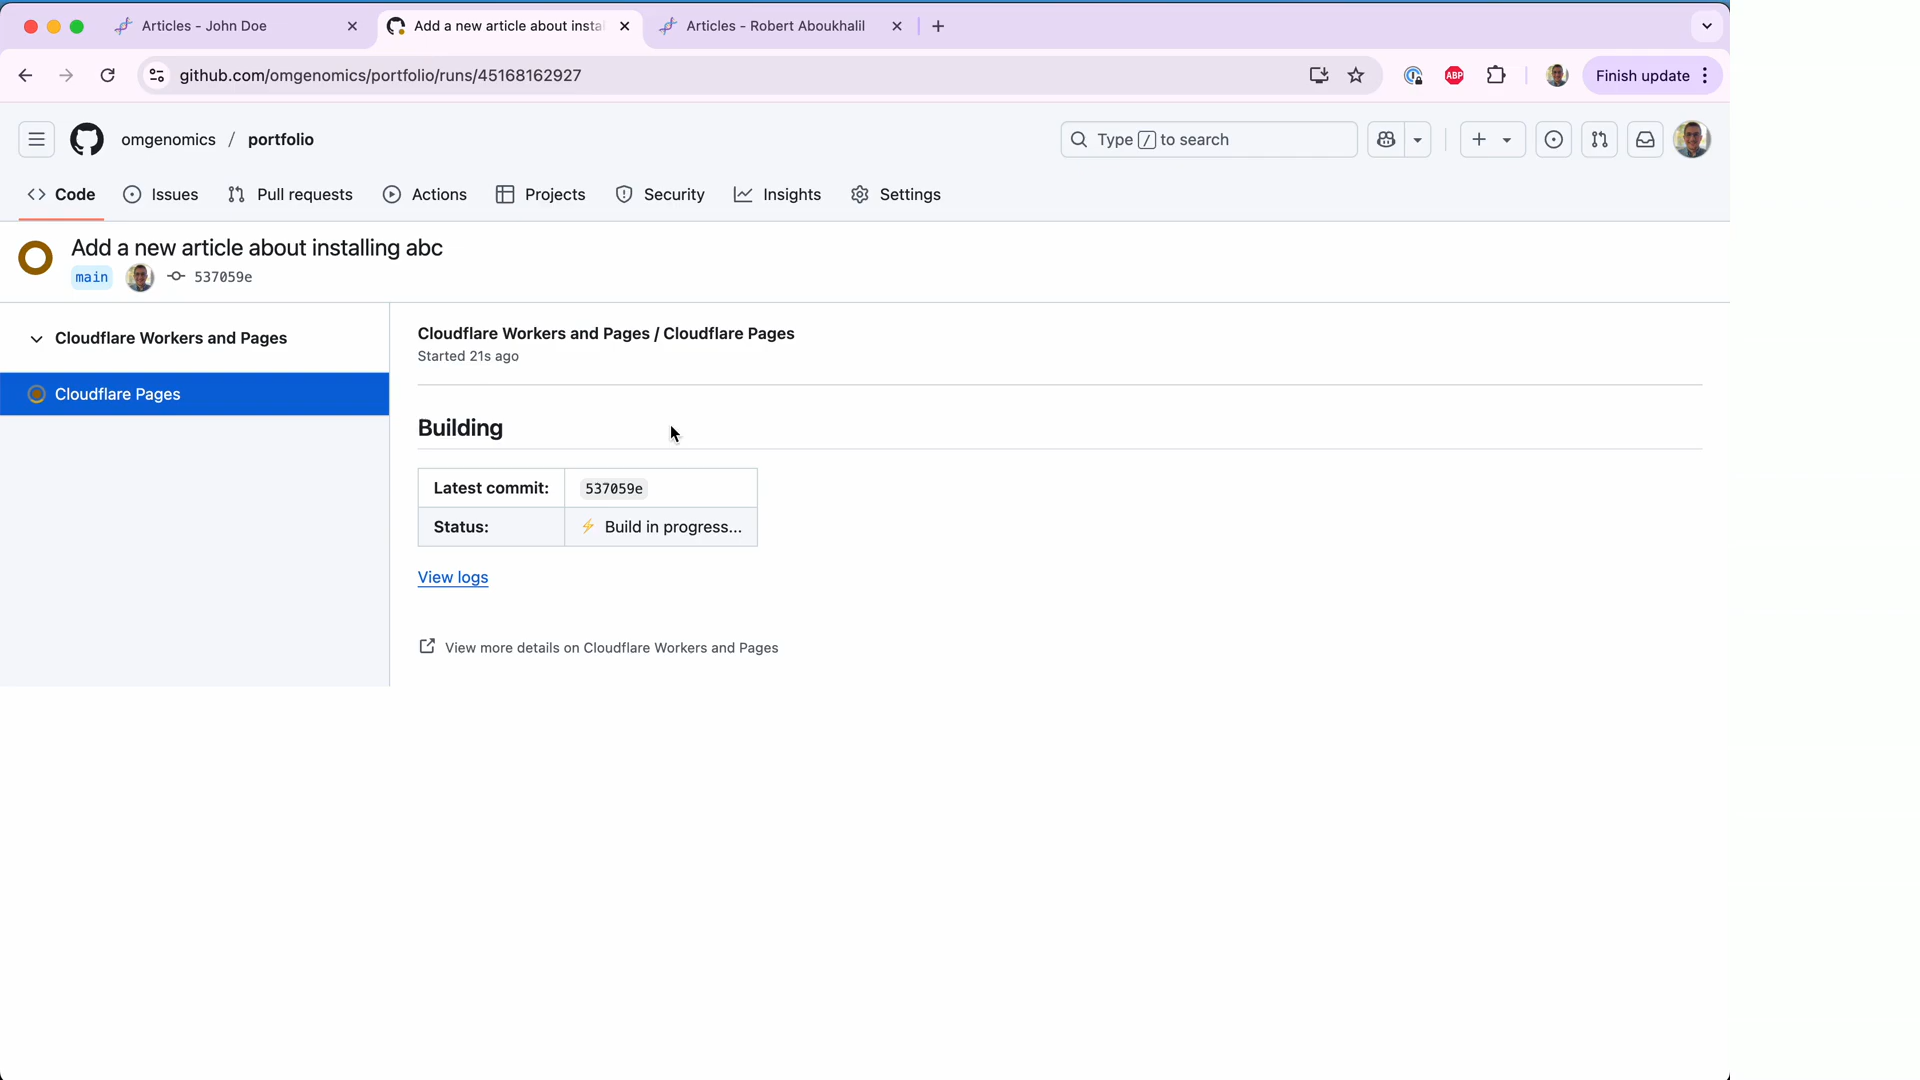 Articles - John Doe
Add a new article about instal
Articles - Robert Aboukhalil
github.com/omgenomics/portfolio/runs/45168162927
ABP
Finish update
omgenomics / portfolio
Type / to search
Code
Issues
Pull requests
Actions
Projects
Security
Insights
Settings
Add a new article about installing abc
main
537059e
Cloudflare Workers and Pages
Cloudflare Pages
Cloudflare Workers and Pages / Cloudflare Pages
Started 21s ago
Building
Latest commit: 537059e
Status: ⚡ Build in progress...
View logs
View more details on Cloudflare Workers and Pages